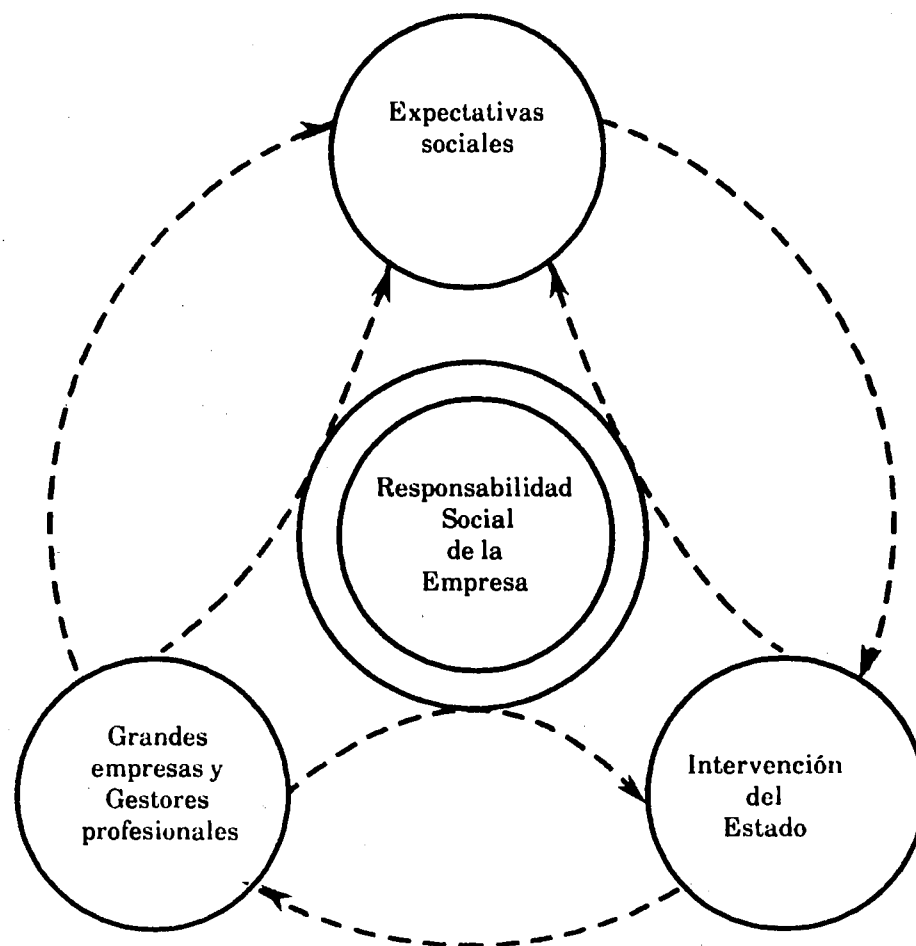 Expectativas
sociales
Responsabilidad
Social
de la
Empresa
Grandes
empresas y
Gestores
profesionales
Intervención
del
Estado